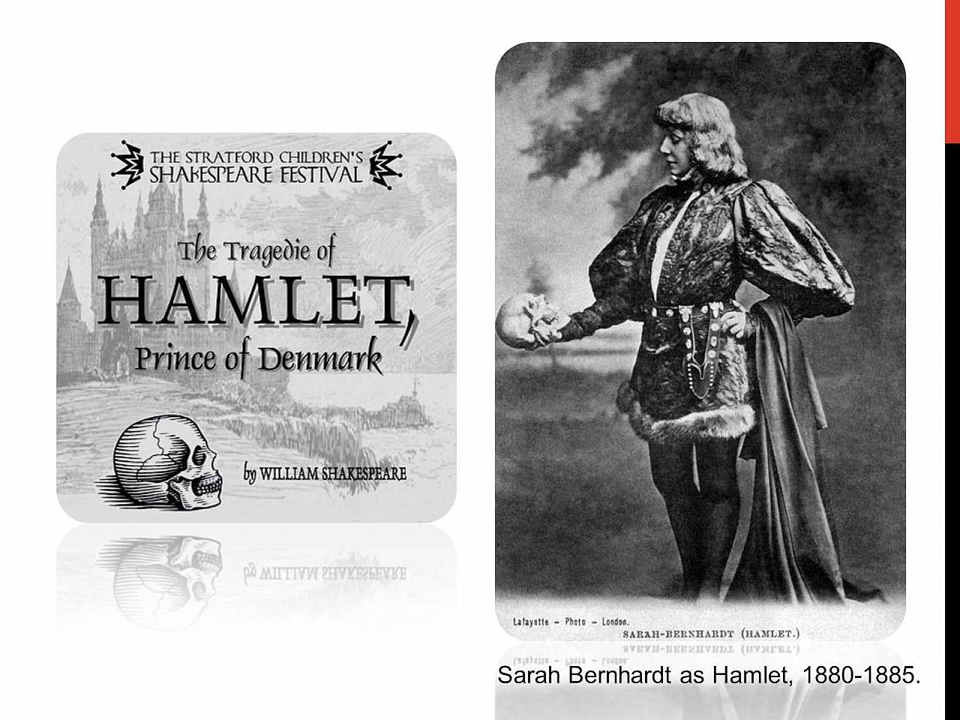 THE STRATFORD CHILDREN'S
SHAKESPEARE FESTIVAL
The Tragedie of
HAMLET,
Prince of Denmark
by WILLIAM SHAKESPEARE
Lafayette – Photo – London.
SARAH-BERNHARDT (HAMLET.)
Sarah Bernhardt as Hamlet, 1880-1885.